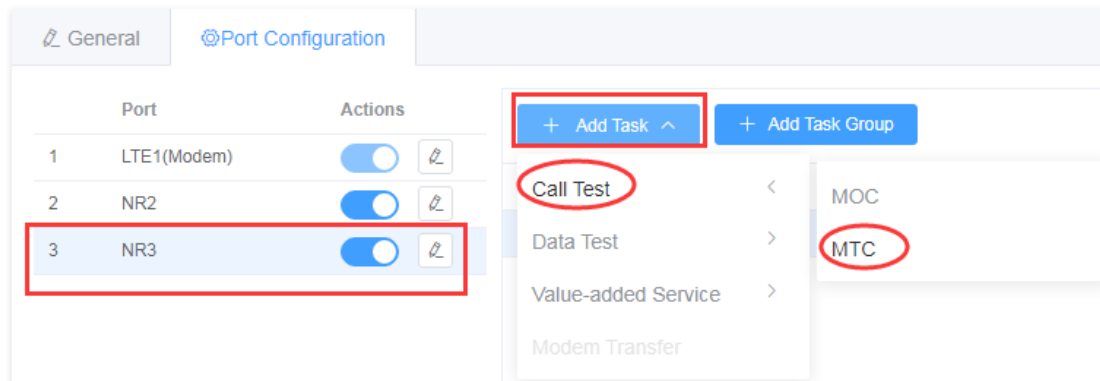 General
Port Configuration
Port Actions
1 LTE1(Modem)
2 NR2
3 NR3
+ Add Task
+ Add Task Group
Call Test
Data Test
Value-added Service
Modem Transfer
MOC
MTC